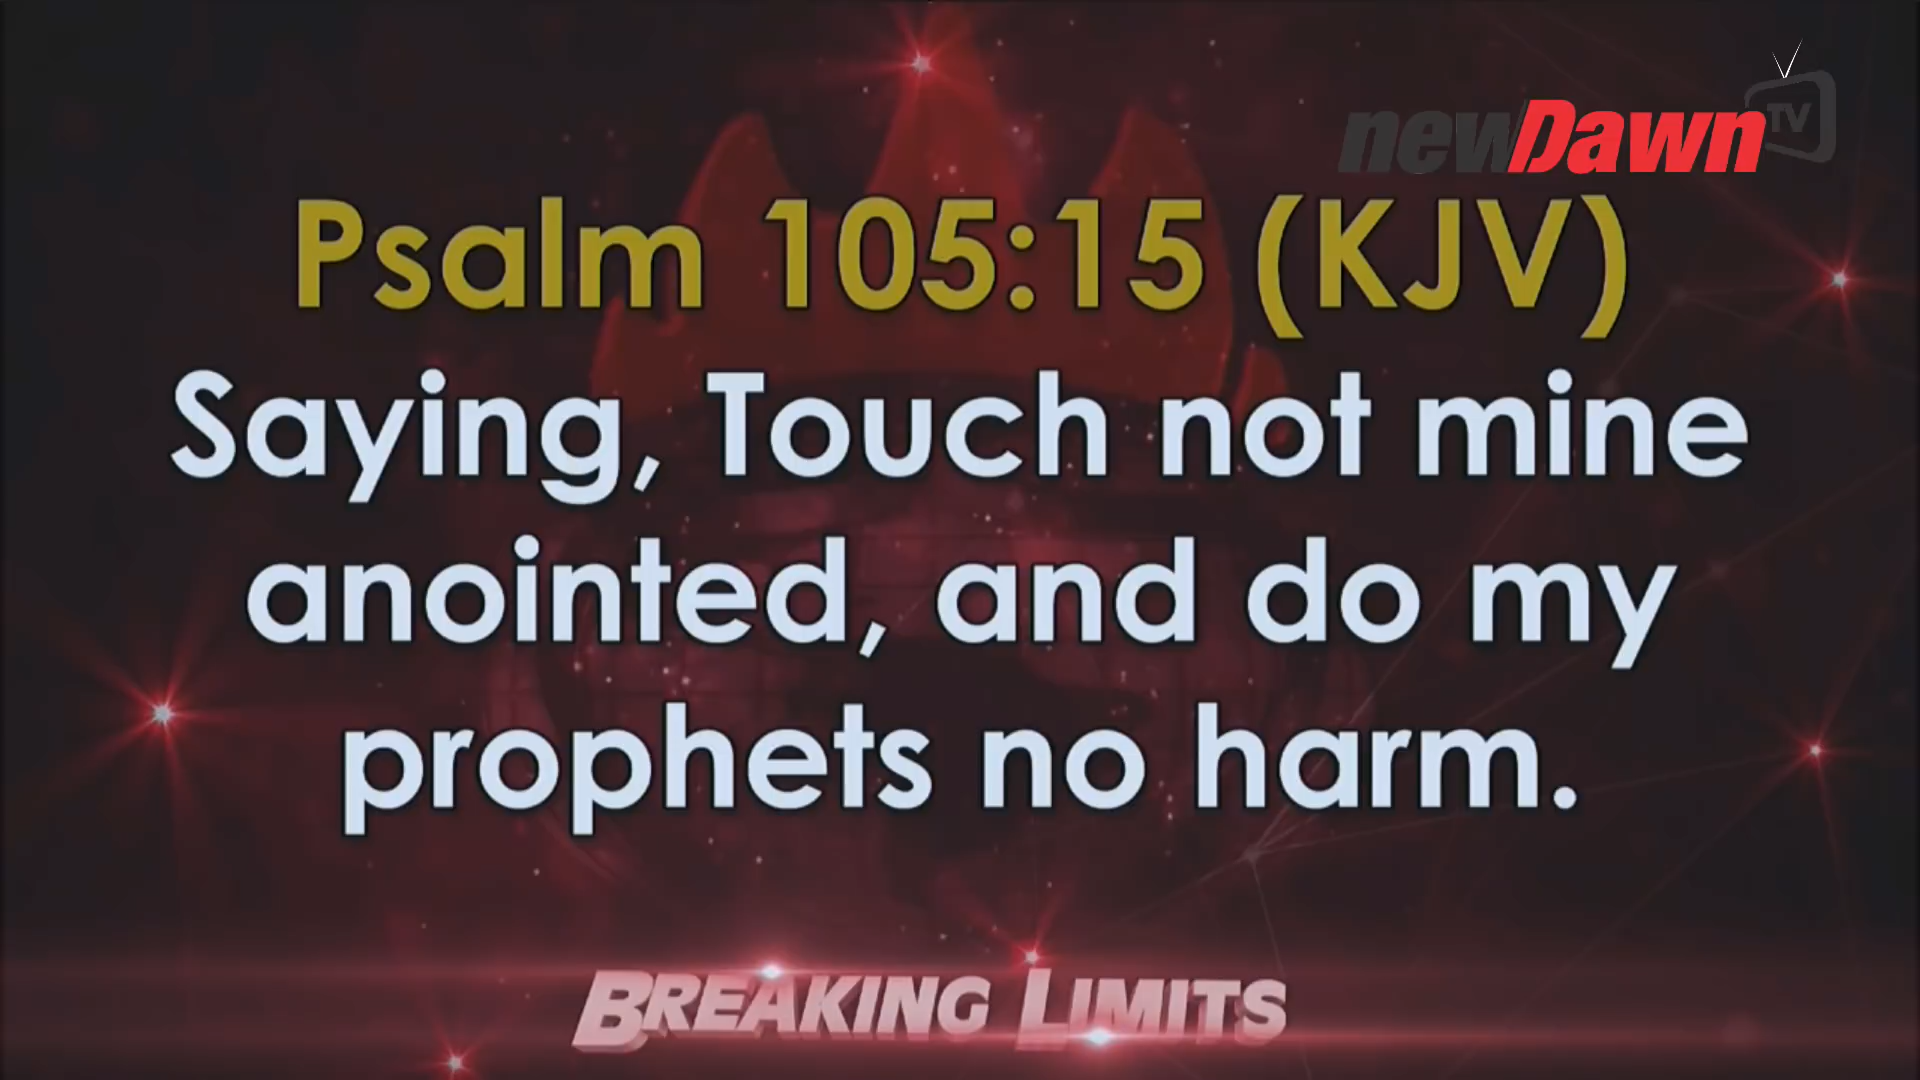 newDawn TV
Psalm 105:15 (KJV)
Saying, Touch not mine
anointed, and do my
prophets no harm.
BREAKING LIMITS